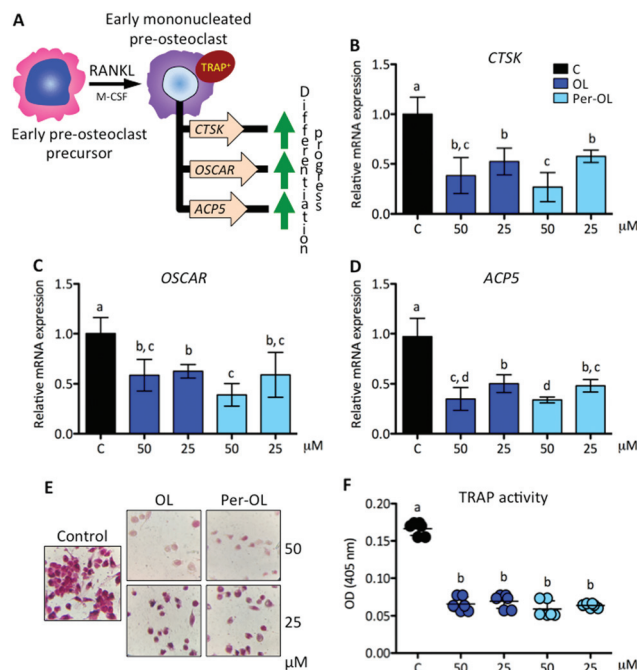 A
Early mononucleated
pre-osteoclast
RANKL
M-CSF
TRAP⁺
Early pre-osteoclast
precursor
CTSK
OSCAR
ACP5
Differentiation
progress
B
CTSK
Relative mRNA expression
1.5
1.0
0.5
0.0
a
b, c
b
c
b
C
OL
Per-OL
C
50
25
50
25
μM
C
OSCAR
Relative mRNA expression
1.5
1.0
0.5
0.0
a
b, c
b
c
b, c
C
50
25
50
25
μM
D
ACP5
Relative mRNA expression
1.5
1.0
0.5
0.0
a
c, d
b
d
b, c
C
50
25
50
25
μM
E
OL
Per-OL
Control
50
25
μM
F
TRAP activity
OD (405 nm)
0.20
0.15
0.10
0.05
0.00
a
b
b
b
b
C
50
25
50
25
μM